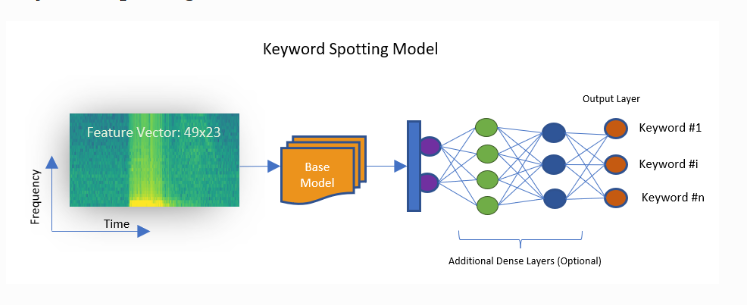 Keyword Spotting Model
Output Layer
Feature Vector: 49x23
Keyword #1
Base
Model
Keyword #i
Keyword #n
Frequency
Time
Additional Dense Layers (Optional)